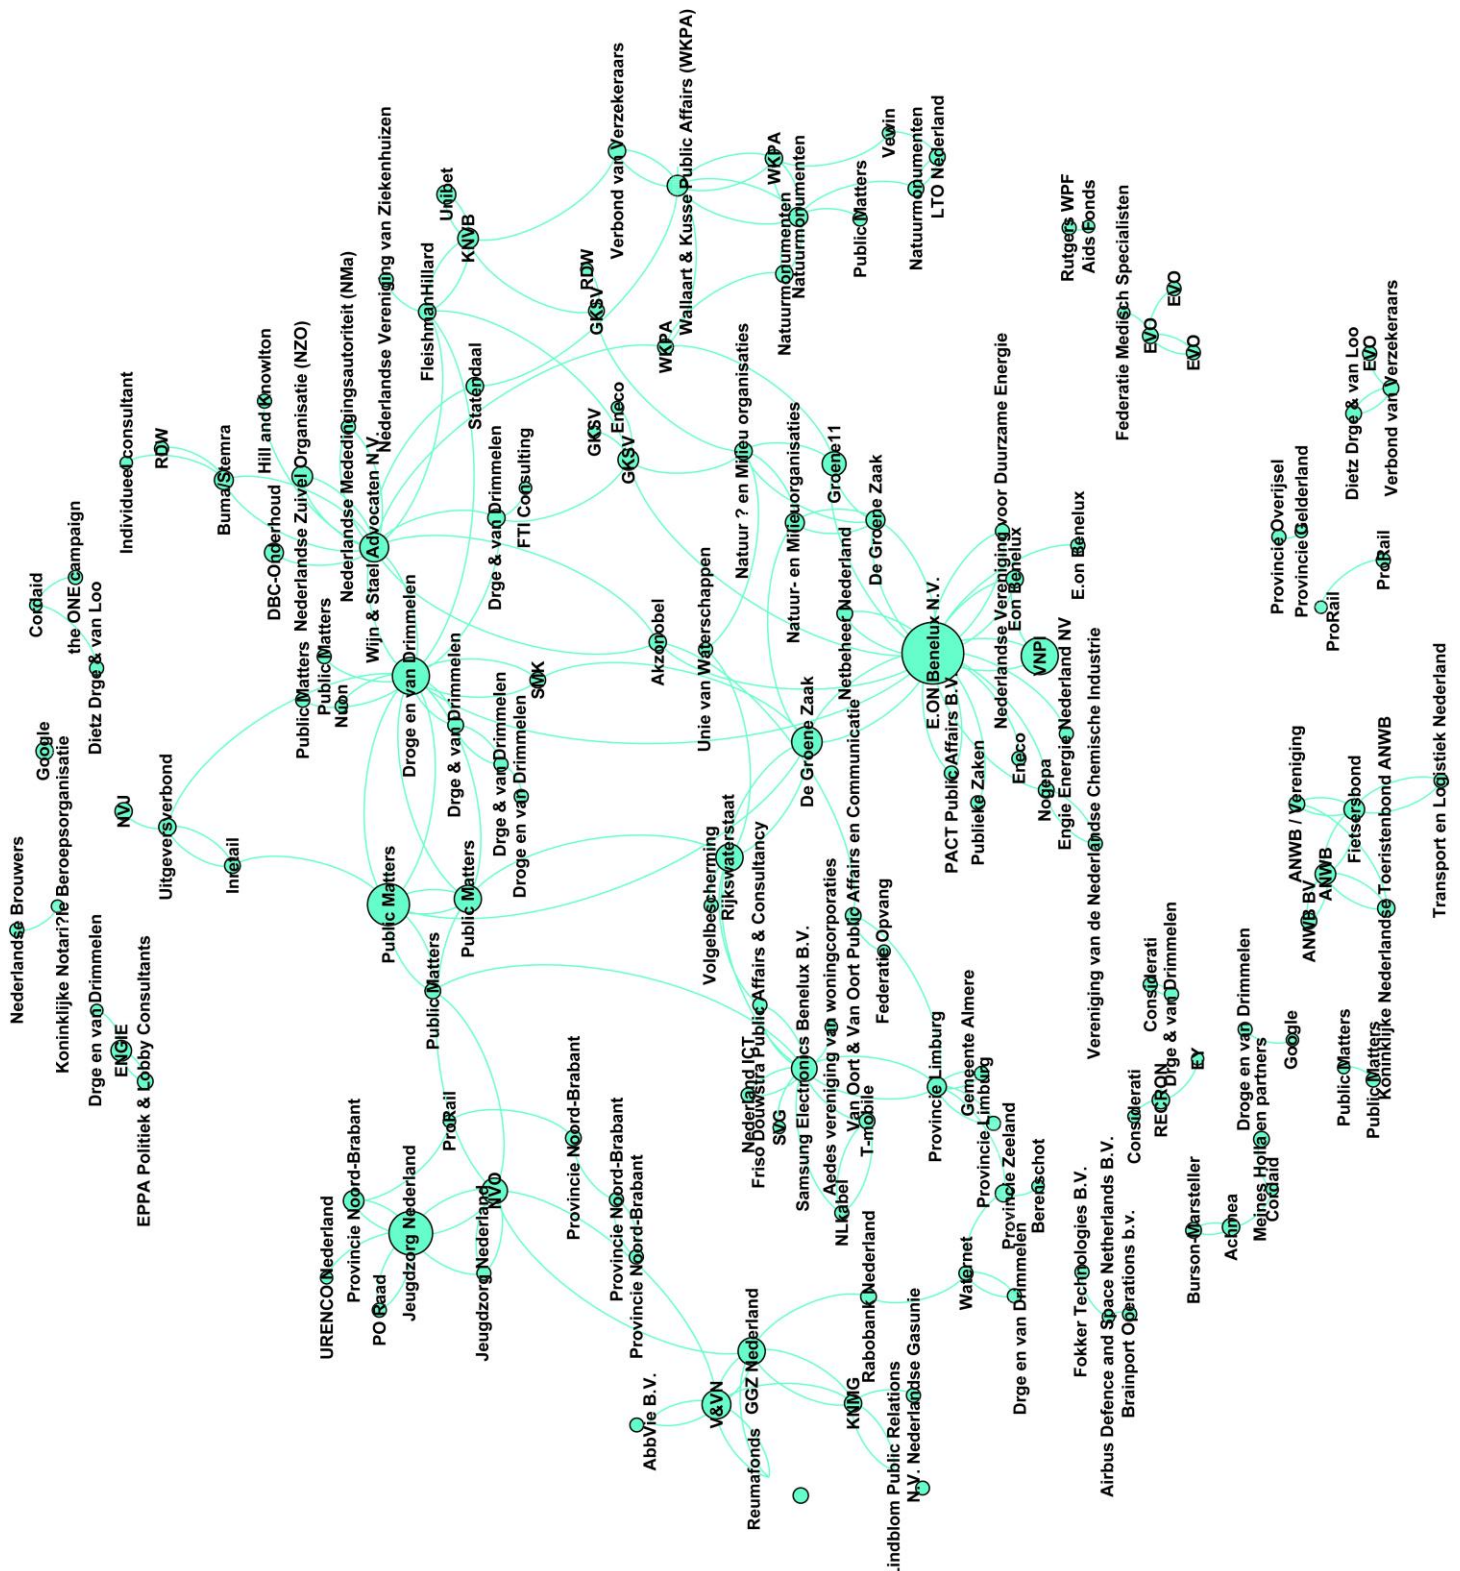 Nederlandse Brouwers
Koninklijke Notari?le Beroepsorganisatie
Google
Cordaid
the ONE campaign
Dietz Drge & van Loo
Drge en van Drimmelen
ENGIE
EPPA Politiek & Lobby Consultants
NVJ
Uitgeversverbond
Inretail
Individueel consultant
RDW
Buma/Stemra
Hill and Knowlton
DBC-Onderhoud
Nederlandse Zuivel Organisatie (NZO)
Nederlandse Mededingingsautoriteit (NMa)
Wijn & Stael Advocaten N.V.
Nederlandse Vereniging van Ziekenhuizen
Public Matters
Public Matters
Nuon
Droge en van Drimmelen
Fleishman-Hillard
Unibet
KNVB
Statendaal
Drge & van Drimmelen
FTI Consulting
Drge & van Drimmelen
Drge & van Drimmelen
Droge en van Drimmelen
SMK
Public Matters
Public Matters
Public Matters
URENCO Nederland
Provincie Noord-Brabant
PO Raad
Jeugdzorg Nederland
ProRail
Jeugdzorg Nederland
NVO
Provincie Noord-Brabant
Provincie Noord-Brabant
Provincie Noord-Brabant
RDW
GKSV
GKSV
Eneco
GKSV
Verbond van Verzekeraars
Wallaart & Kusse Public Affairs (WKPA)
WKPA
WKPA
Natuurmonumenten
Natuurmonumenten
Public Matters
Vewin
Natuurmonumenten
LTO Nederland
Akzonobel
Unie van Waterschappen
Natuur ? en Milieu organisaties
Natuur- en Milieuorganisaties
Groene11
De Groene Zaak
De Groene Zaak
Netbeheer Nederland
Volgelbescherming
Rijkswaterstaat
E.ON Benelux N.V.
PACT Public Affairs B.V.
Publieke Zaken
Nederlandse Vereniging voor Duurzame Energie
Eon Benelux
E.on Benelux
VNPI
Eneco
Nogepa
Engie Energie Nederland NV
Vereniging van de Nederlandse Chemische Industrie
Nederland ICT
Friso Douwstra Public Affairs & Consultancy
SVG
Samsung Electronics Benelux B.V.
Aedes vereniging van woningcorporaties
Van Oort & Van Oort Public Affairs en Communicatie
T-mobile
NLKabel
Federatie Opvang
Provincie Limburg
Gemeente Almere
Provincie Limburg
Provincie Zeeland
Berenschot
Waternet
Drge en van Drimmelen
Rabobank Nederland
AbbVie B.V.
V&VN
GGZ Nederland
Reumafonds
KNMG
Lindblom Public Relations
N.V. Nederlandse Gasunie
Rutgers WPF
Aids Fonds
Federatie Medisch Specialisten
EVO
EVO
EVO
Dietz Drge & van Loo
EVO
Verbond van Verzekeraars
Provincie Overijsel
Provincie Gelderland
ProRail
ProRail
ANWB / Vereniging
Fietsersbond
ANWB
ANWB BV
Koninklijke Nederlandse Toeristenbond ANWB
Transport en Logistiek Nederland
Considerati
Drge & van Drimmelen
EY
Considerati
RECRON
Droge en van Drimmelen
Google
Meines Holla en partners
Cordaid
Achmea
Burson-Marsteller
Public Matters
Public Matters
Fokker Technologies B.V.
Airbus Defence and Space Netherlands B.V.
Brainport Operations b.v.